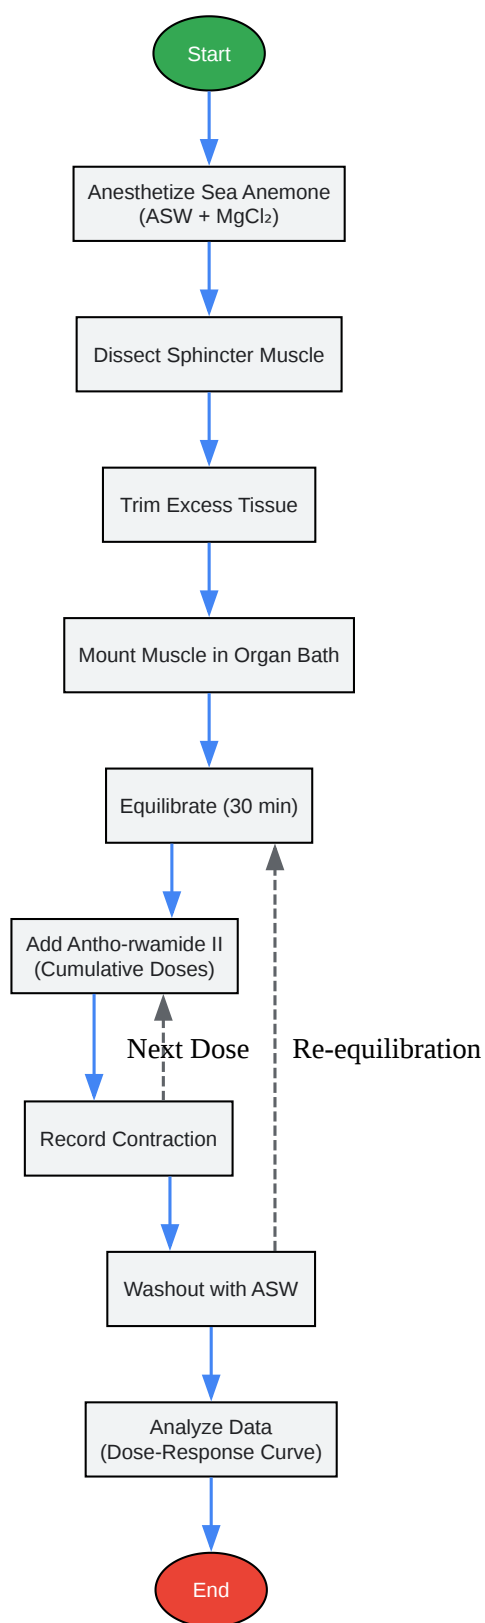 Start
Anesthetize Sea Anemone
(ASW + MgCl₂)
Dissect Sphincter Muscle
Trim Excess Tissue
Mount Muscle in Organ Bath
Equilibrate (30 min)
Add Antho-rwamide II
(Cumulative Doses)
Next Dose
Re-equilibration
Record Contraction
Washout with ASW
Analyze Data
(Dose-Response Curve)
End